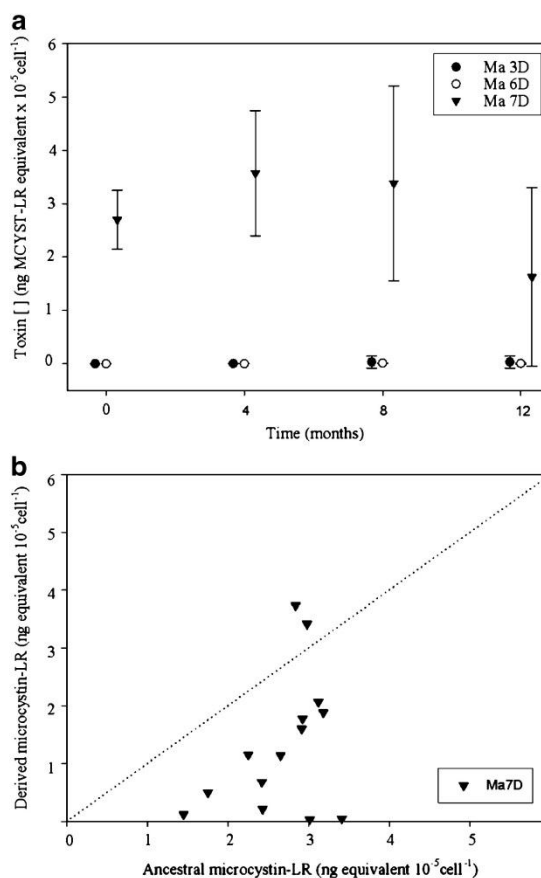 a
Toxin [ ] (ng MCYST-LR equivalent x 10⁻⁵cell⁻¹)
6
5
4
3
2
1
0
Ma 3D
Ma 6D
Ma 7D
0 4 8 12
Time (months)
b
Derived microcystin-LR (ng equivalent 10⁻⁵cell⁻¹)
6
5
4
3
2
1
Ma7D
0 1 2 3 4 5
Ancestral microcystin-LR (ng equivalent 10⁻⁵cell⁻¹)